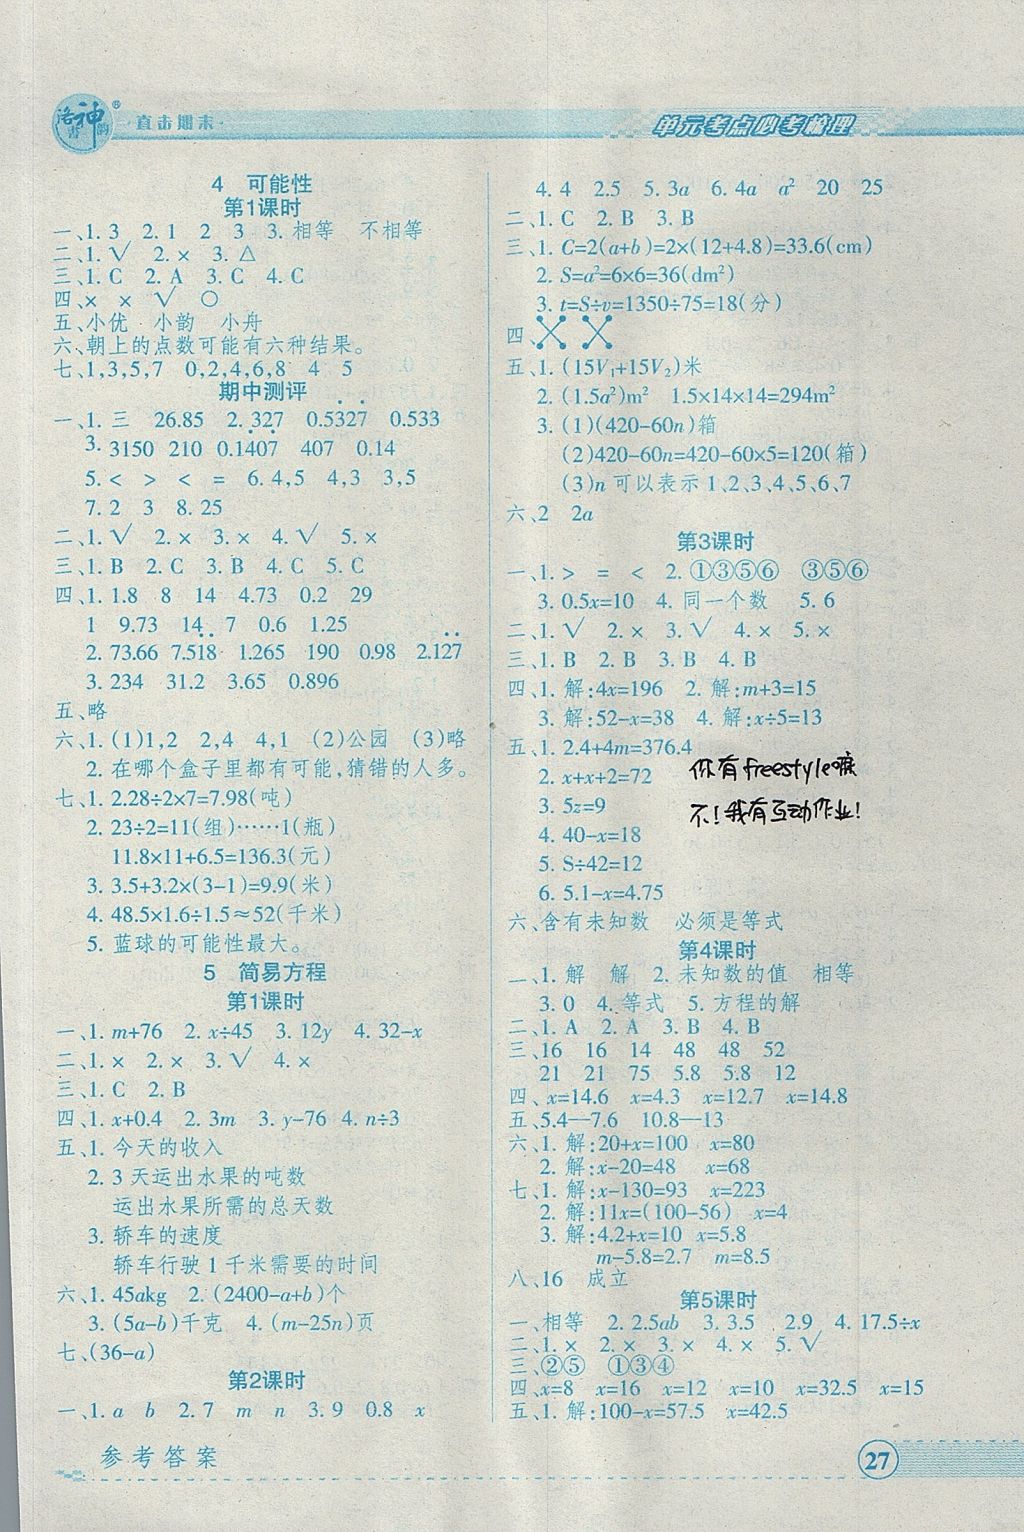 洛書神韵®
直击期末
单元考点必考梳理
4 可能性
第1课时
一、1. 3 2. 1 2 3 3. 相等 不相等
二、1. √ 2. × 3. △
三、1. C 2. A 3. C 4. C
四、× × √ ○
五、小优 小韵 小舟
六、朝上的点数可能有六种结果。
七、1,3,5,7 0,2,4,6,8 4 5
期中测评
一、1. 三 26.85 2. 3̇27̇ 0.5327̇ 0.533
3. 3150 210 0.1407 407 0.14
5. < > < = 6. 4,5 4,3 3,5
7. 2 3 8. 25
二、1. √ 2. × 3. × 4. √ 5. ×
三、1. B 2. C 3. B 4. C 5. C
四、1. 1.8 8 14 4.73 0.2 29
1 9.73 14 7 0.6 1.25
2. 73.66 7.51̇8̇ 1.265 190 0.98 2.12̇7̇
3. 234 31.2 3.65 0.896
五、略
六、1. (1)1,2 2,4 4,1 (2)公园 (3)略
2. 在哪个盒子里都有可能,猜错的人多。
七、1. 2.28÷2×7=7.98(吨)
2. 23÷2=11(组)……1(瓶)
11.8×11+6.5=136.3(元)
3. 3.5+3.2×(3-1)=9.9(米)
4. 48.5×1.6÷1.5≈52(千米)
5. 蓝球的可能性最大。
5 简易方程
第1课时
一、1. m+76 2. x÷45 3. 12y 4. 32-x
二、1. × 2. × 3. √ 4. ×
三、1. C 2. B
四、1. x+0.4 2. 3m 3. y-76 4. n÷3
五、1. 今天的收入
2. 3天运出水果的吨数
运出水果所需的总天数
3. 轿车的速度
轿车行驶1千米需要的时间
六、1. 45akg 2. (2400-a+b)个
3. (5a-b)千克 4. (m-25n)页
七、(36-a)
第2课时
一、1. a b 2. 7 m n 3. 9 0.8 x
4. 4 2.5 5. 3a 6. 4a a² 20 25
二、1. C 2. B 3. B
三、1. C=2(a+b)=2×(12+4.8)=33.6(cm)
2. S=a²=6×6=36(dm²)
3. t=S÷v=1350÷75=18(分)
四、
五、1. (15V₁+15V₂)米
2. (1.5a²)m² 1.5×14×14=294m²
3. (1)(420-60n)箱
(2)420-60n=420-60×5=120(箱)
(3)n可以表示1、2、3、4、5、6、7
六、2 2a
第3课时
一、1. > = < 2. ①③⑤⑥ ③⑤⑥
3. 0.5x=10 4. 同一个数 5. 6
二、1. √ 2. × 3. √ 4. × 5. ×
三、1. B 2. B 3. B 4. B
四、1. 解:4x=196 2. 解:m+3=15
3. 解:52-x=38 4. 解:x÷5=13
五、1. 2.4+4m=376.4
2. x+x+2=72
3. 5z=9
4. 40-x=18
5. S÷42=12
6. 5.1-x=4.75
你有freestyle嘛
不!我有互动作业!
六、含有未知数 必须是等式
第4课时
一、1. 解 解 2. 未知数的值 相等
3. 0 4. 等式 5. 方程的解
二、1. A 2. A 3. B 4. B
三、16 16 14 48 48 52
21 21 75 5.8 5.8 12
四、x=14.6 x=4.3 x=12.7 x=14.8
五、5.4—7.6 10.8—13
六、1. 解:20+x=100 x=80
2. 解:x-20=48 x=68
七、1. 解:x-130=93 x=223
2. 解:11x=(100-56) x=4
3. 解:4.2+x=10 x=5.8
m-5.8=2.7 m=8.5
八、16 成立
第5课时
一、相等 2. 2.5ab 3. 3.5 2.9 4. 17.5÷x
二、1. × 2. × 3. × 4. × 5. √
三、②⑤ ①③④
四、x=8 x=16 x=12 x=10 x=32.5 x=15
五、1. 解:100-x=57.5 x=42.5
参考答案
27